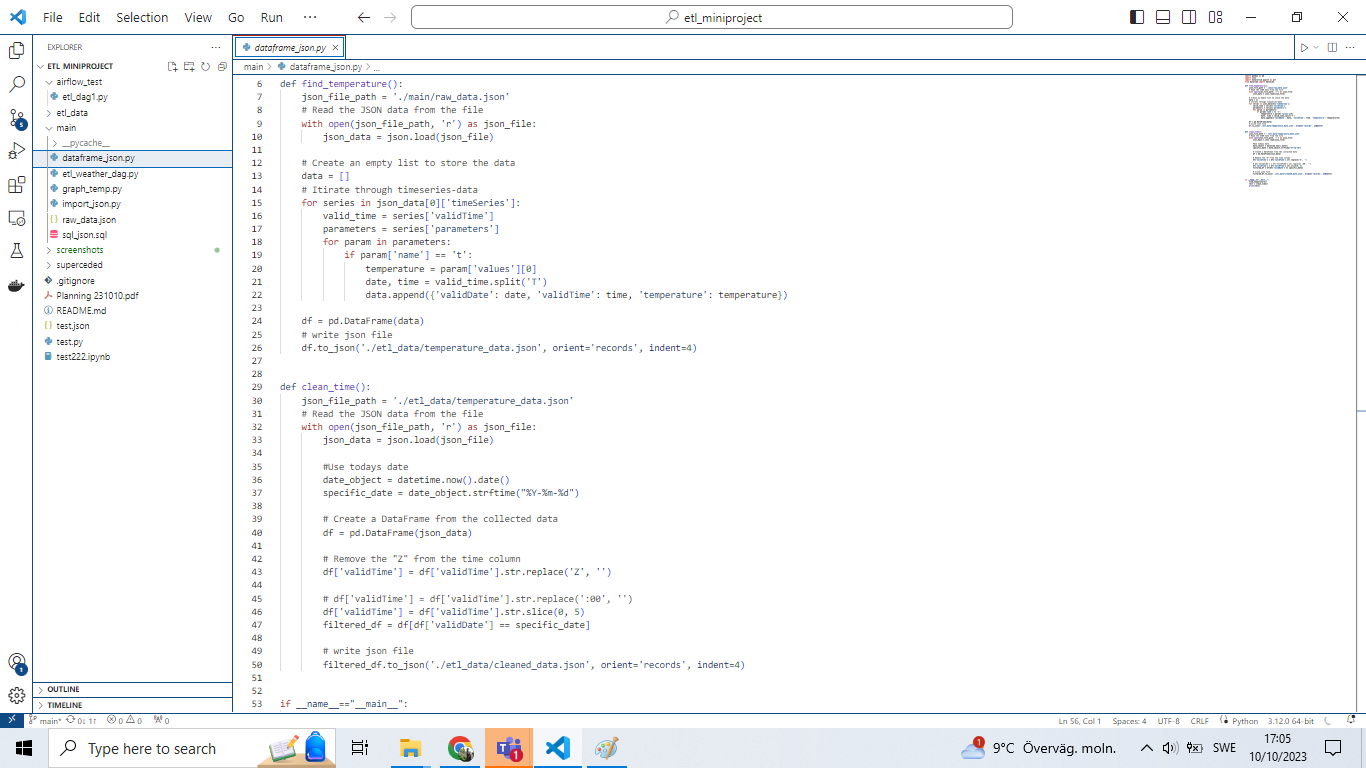 File Edit Selection View Go Run ··· etl_miniproject
EXPLORER ···
ETL MINIPROJECT
airflow_test
etl_dag1.py
etl_data
main
__pycache__
dataframe_json.py
etl_weather_dag.py
graph_temp.py
import_json.py
raw_data.json
sql_json.sql
screenshots
superceded
.gitignore
Planning 231010.pdf
README.md
test.json
test.py
test222.ipynb
OUTLINE
TIMELINE
5
1
dataframe_json.py
main > dataframe_json.py > ...
6 def find_temperature():
7 json_file_path = './main/raw_data.json'
8 # Read the JSON data from the file
9 with open(json_file_path, 'r') as json_file:
10 json_data = json.load(json_file)
11
12 # Create an empty list to store the data
13 data = []
14 # Itirate through timeseries-data
15 for series in json_data[0]['timeSeries']:
16 valid_time = series['validTime']
17 parameters = series['parameters']
18 for param in parameters:
19 if param['name'] == 't':
20 temperature = param['values'][0]
21 date, time = valid_time.split('T')
22 data.append({'validDate': date, 'validTime': time, 'temperature': temperature})
23
24 df = pd.DataFrame(data)
25 # write json file
26 df.to_json('./etl_data/temperature_data.json', orient='records', indent=4)
27
28
29 def clean_time():
30 json_file_path = './etl_data/temperature_data.json'
31 # Read the JSON data from the file
32 with open(json_file_path, 'r') as json_file:
33 json_data = json.load(json_file)
34
35 #Use todays date
36 date_object = datetime.now().date()
37 specific_date = date_object.strftime("%Y-%m-%d")
38
39 # Create a DataFrame from the collected data
40 df = pd.DataFrame(json_data)
41
42 # Remove the "Z" from the time column
43 df['validTime'] = df['validTime'].str.replace('Z', '')
44
45 # df['validTime'] = df['validTime'].str.replace(':00', '')
46 df['validTime'] = df['validTime'].str.slice(0, 5)
47 filtered_df = df[df['validDate'] == specific_date]
48
49 # write json file
50 filtered_df.to_json('./etl_data/cleaned_data.json', orient='records', indent=4)
51
52
53 if __name__=="__main__":
main* 0↓ 1↑ 0 0 0 Ln 56, Col 1 Spaces: 4 UTF-8 CRLF Python 3.12.0 64-bit
Type here to search 1 1 9°C Överväg. moln. SWE 17:05
10/10/2023